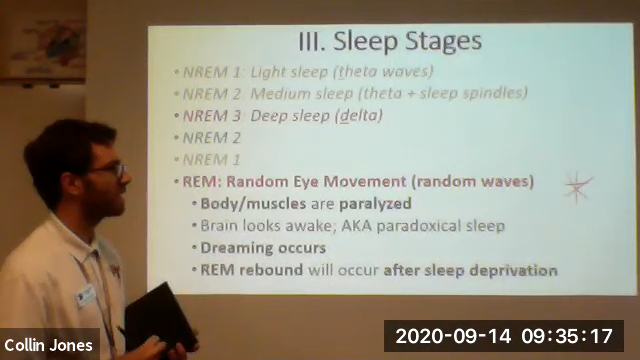 III. Sleep Stages
• NREM 1: Light sleep (theta waves)
• NREM 2: Medium sleep (theta + sleep spindles)
• NREM 3: Deep sleep (delta)
• NREM 2
• NREM 1
• REM: Random Eye Movement (random waves)
• Body/muscles are paralyzed
• Brain looks awake; AKA paradoxical sleep
• Dreaming occurs
• REM rebound will occur after sleep deprivation
Collin Jones
2020-09-14 09:35:17